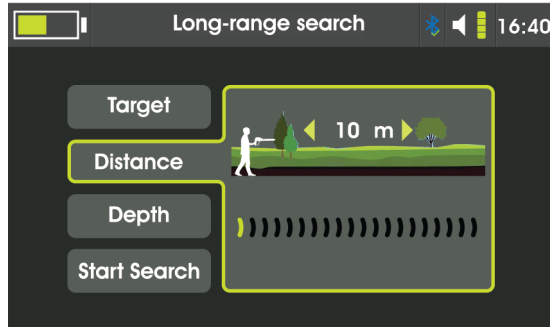 Long-range search 16:40
Target
10 m
Distance
Depth
Start Search